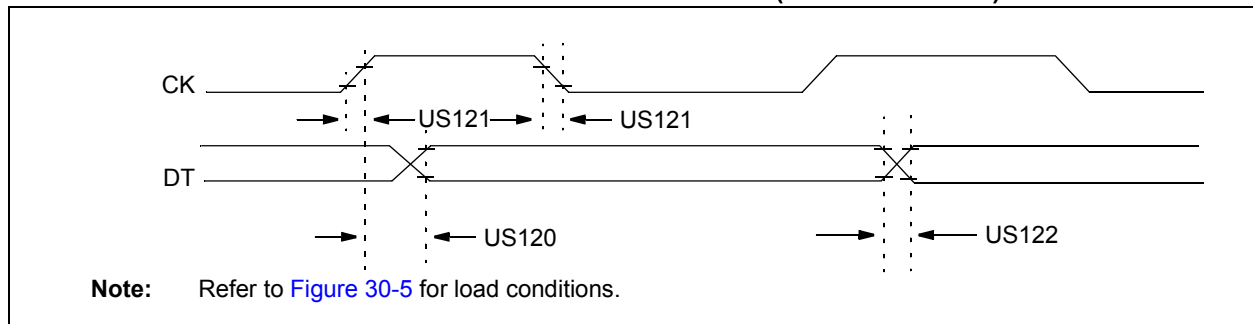 CK
US121 US121
DT
US120 US122
Note: Refer to Figure 30-5 for load conditions.